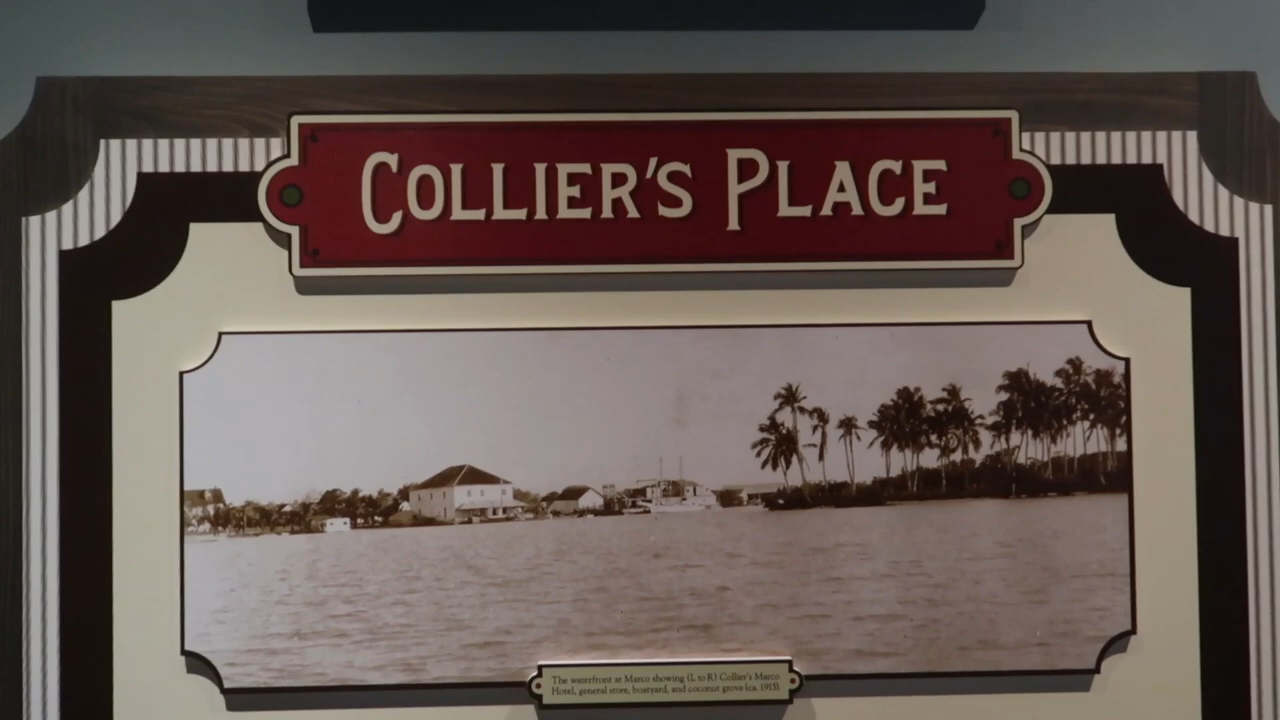 COLLIER'S PLACE
The waterfront at Marco showing (L to R) Collier's Marco
Hotel, general store, boatyard, and coconut grove (ca. 1915).